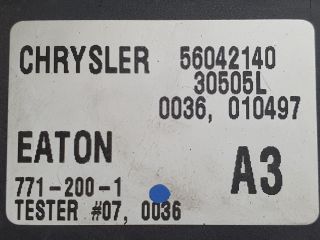 CHRYSLER 56042140
30505L
0036, 010497
EATON
A3
771-200-1
TESTER #07, 0036